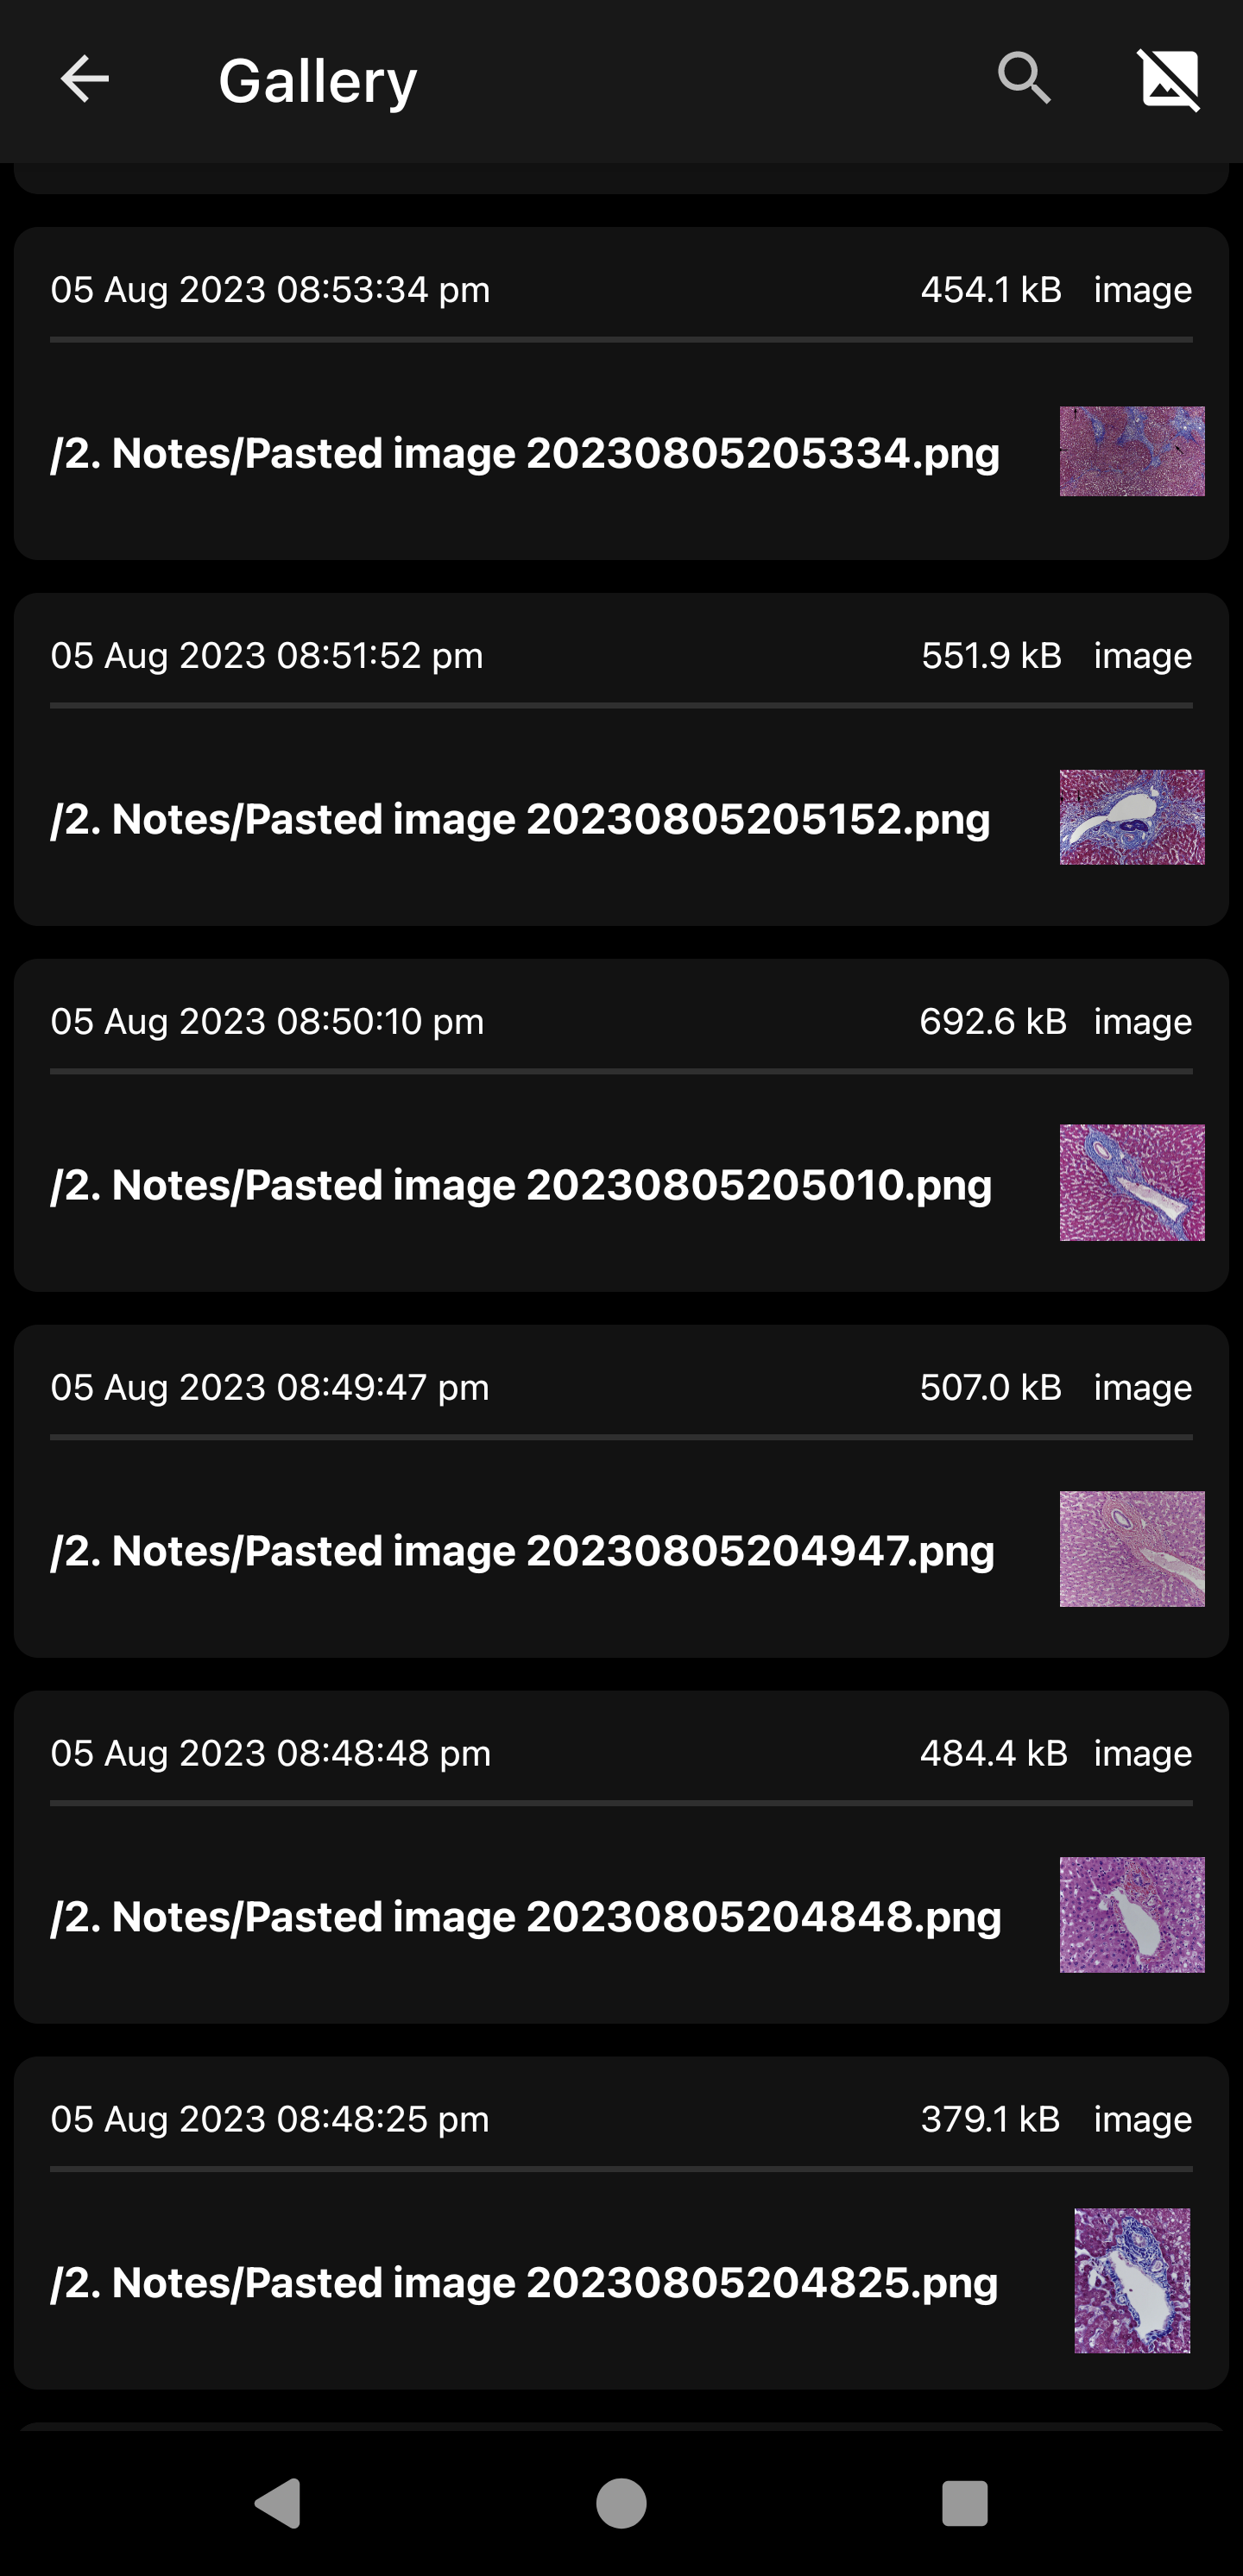 Gallery
05 Aug 2023 08:53:34 pm 454.1 kB image
/2. Notes/Pasted image 20230805205334.png
05 Aug 2023 08:51:52 pm 551.9 kB image
/2. Notes/Pasted image 20230805205152.png
05 Aug 2023 08:50:10 pm 692.6 kB image
/2. Notes/Pasted image 20230805205010.png
05 Aug 2023 08:49:47 pm 507.0 kB image
/2. Notes/Pasted image 20230805204947.png
05 Aug 2023 08:48:48 pm 484.4 kB image
/2. Notes/Pasted image 20230805204848.png
05 Aug 2023 08:48:25 pm 379.1 kB image
/2. Notes/Pasted image 20230805204825.png